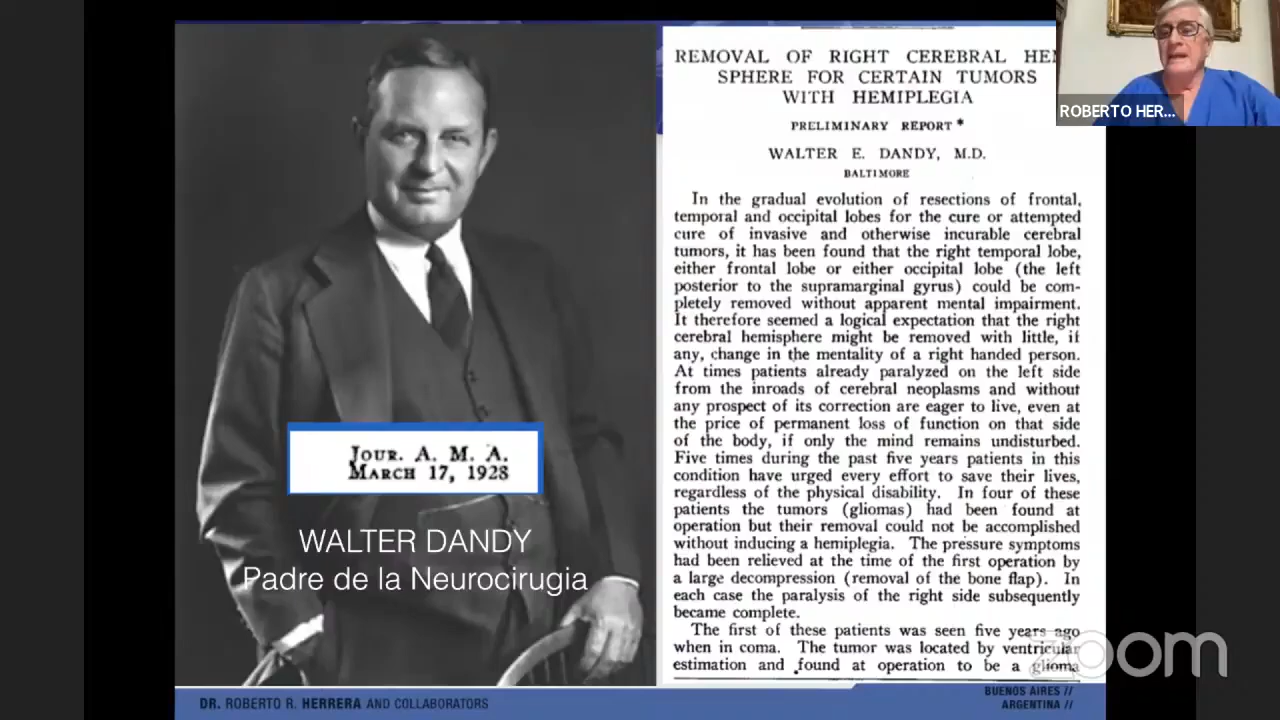 REMOVAL OF RIGHT CEREBRAL HEM
SPHERE FOR CERTAIN TUMORS
WITH HEMIPLEGIA
PRELIMINARY REPORT *
WALTER E. DANDY, M.D.
BALTIMORE
In the gradual evolution of resections of frontal,
temporal and occipital lobes for the cure or attempted
cure of invasive and otherwise incurable cerebral
tumors, it has been found that the right temporal lobe,
either frontal lobe or either occipital lobe (the left
posterior to the supramarginal gyrus) could be com-
pletely removed without apparent mental impairment.
It therefore seemed a logical expectation that the right
cerebral hemisphere might be removed with little, if
any, change in the mentality of a right handed person.
At times patients already paralyzed on the left side
from the inroads of cerebral neoplasms and without
any prospect of its correction are eager to live, even at
the price of permanent loss of function on that side
of the body, if only the mind remains undisturbed.
Five times during the past five years patients in this
condition have urged every effort to save their lives,
regardless of the physical disability. In four of these
patients the tumors (gliomas) had been found at
operation but their removal could not be accomplished
without inducing a hemiplegia. The pressure symptoms
had been relieved at the time of the first operation by
a large decompression (removal of the bone flap). In
each case the paralysis of the right side subsequently
became complete.
The first of these patients was seen five years ago
when in coma. The tumor was located by ventricular
estimation and found at operation to be a glioma
ROBERTO HER...
JOUR. A. M. A.
MARCH 17, 1928
WALTER DANDY
Padre de la Neurocirugia
zoom
DR. ROBERTO R. HERRERA AND COLLABORATORS
BUENOS AIRES //
ARGENTINA //